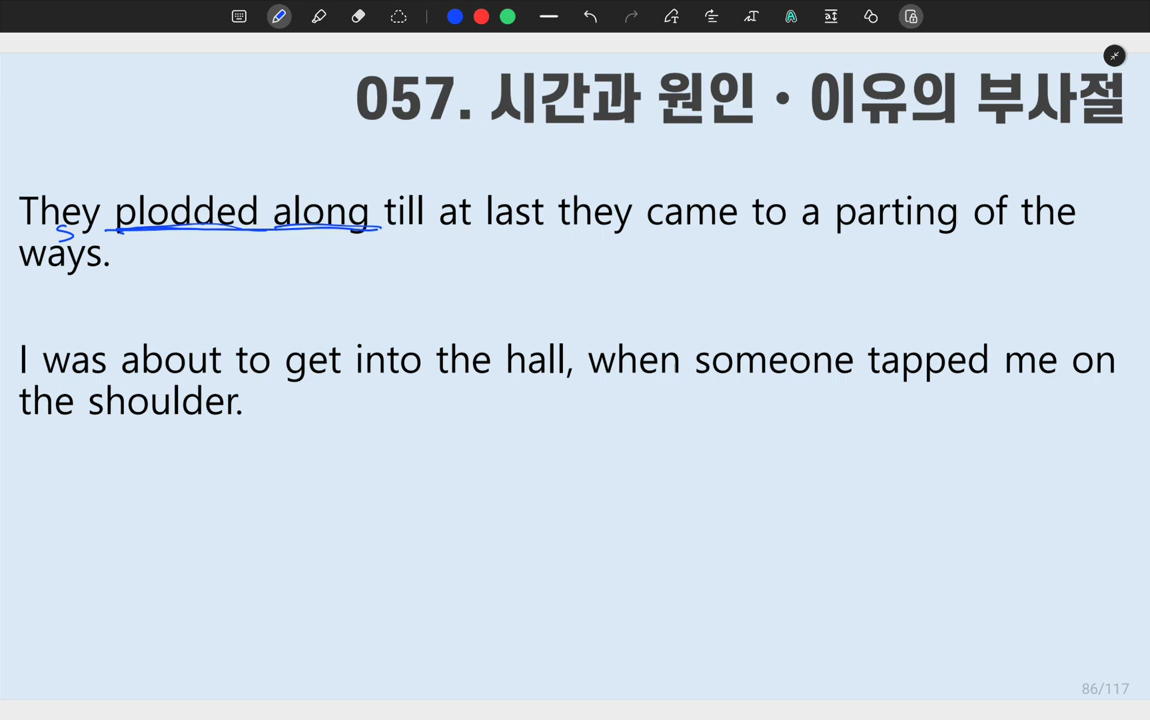 057. 시간과 원인・이유의 부사절
They plodded along till at last they came to a parting of the
S
ways.
I was about to get into the hall, when someone tapped me on
the shoulder.
86/117